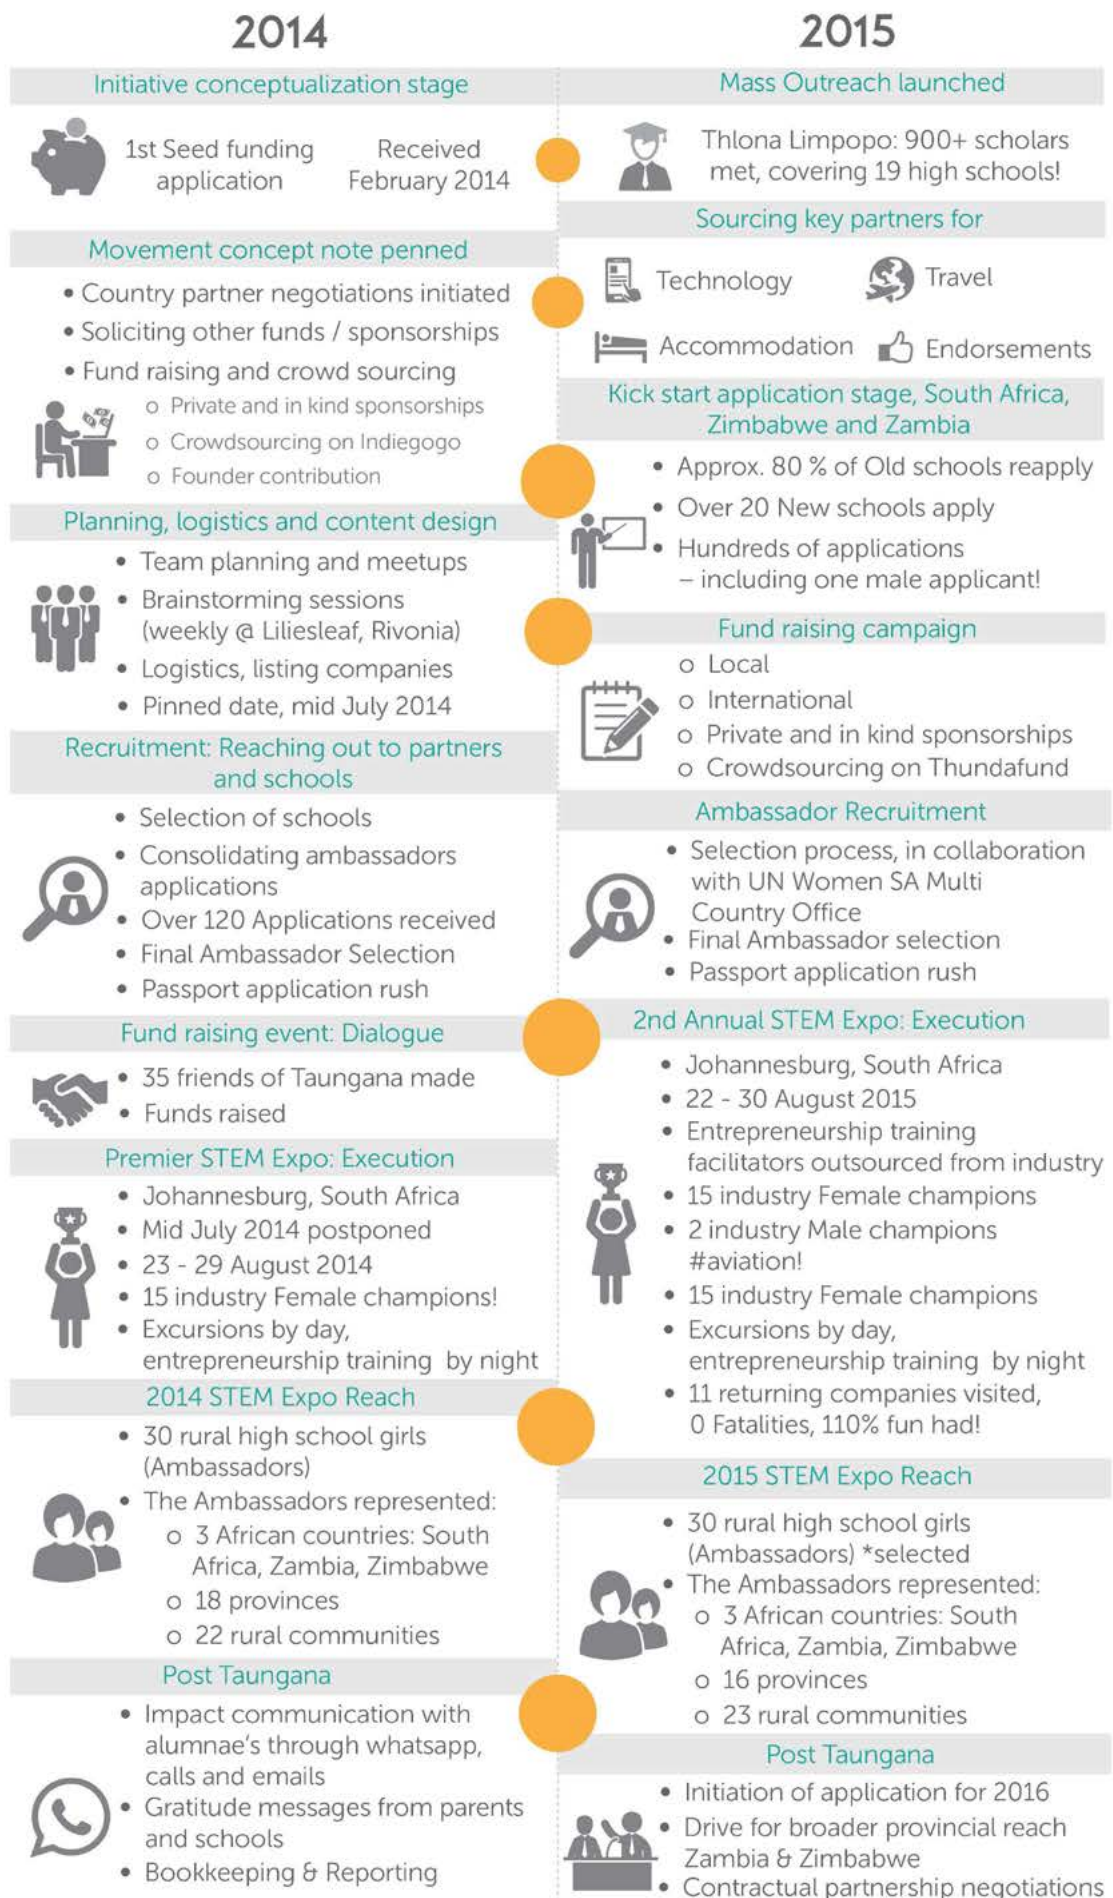 2014
Initiative conceptualization stage
1st Seed funding
application
Received
February 2014
Movement concept note penned
• Country partner negotiations initiated
• Soliciting other funds / sponsorships
• Fund raising and crowd sourcing
o Private and in kind sponsorships
o Crowdsourcing on Indiegogo
o Founder contribution
Planning, logistics and content design
• Team planning and meetups
• Brainstorming sessions
(weekly @ Liliesleaf, Rivonia)
• Logistics, listing companies
• Pinned date, mid July 2014
Recruitment: Reaching out to partners
and schools
• Selection of schools
• Consolidating ambassadors
applications
• Over 120 Applications received
• Final Ambassador Selection
• Passport application rush
Fund raising event: Dialogue
• 35 friends of Taungana made
• Funds raised
Premier STEM Expo: Execution
• Johannesburg, South Africa
• Mid July 2014 postponed
• 23 - 29 August 2014
• 15 industry Female champions!
• Excursions by day,
entrepreneurship training by night
2014 STEM Expo Reach
• 30 rural high school girls
(Ambassadors)
• The Ambassadors represented:
o 3 African countries: South
Africa, Zambia, Zimbabwe
o 18 provinces
o 22 rural communities
Post Taungana
• Impact communication with
alumnae's through whatsapp,
calls and emails
• Gratitude messages from parents
and schools
• Bookkeeping & Reporting
2015
Mass Outreach launched
Thlona Limpopo: 900+ scholars
met, covering 19 high schools!
Sourcing key partners for
Technology
Travel
Accommodation
Endorsements
Kick start application stage, South Africa,
Zimbabwe and Zambia
• Approx. 80 % of Old schools reapply
• Over 20 New schools apply
• Hundreds of applications
– including one male applicant!
Fund raising campaign
o Local
o International
o Private and in kind sponsorships
o Crowdsourcing on Thundafund
Ambassador Recruitment
• Selection process, in collaboration
with UN Women SA Multi
Country Office
• Final Ambassador selection
• Passport application rush
2nd Annual STEM Expo: Execution
• Johannesburg, South Africa
• 22 - 30 August 2015
• Entrepreneurship training
facilitators outsourced from industry
• 15 industry Female champions
• 2 industry Male champions
#aviation!
• 15 industry Female champions
• Excursions by day,
entrepreneurship training by night
• 11 returning companies visited,
0 Fatalities, 110% fun had!
2015 STEM Expo Reach
• 30 rural high school girls
(Ambassadors) *selected
• The Ambassadors represented:
o 3 African countries: South
Africa, Zambia, Zimbabwe
o 16 provinces
o 23 rural communities
Post Taungana
• Initiation of application for 2016
• Drive for broader provincial reach
Zambia & Zimbabwe
• Contractual partnership negotiations